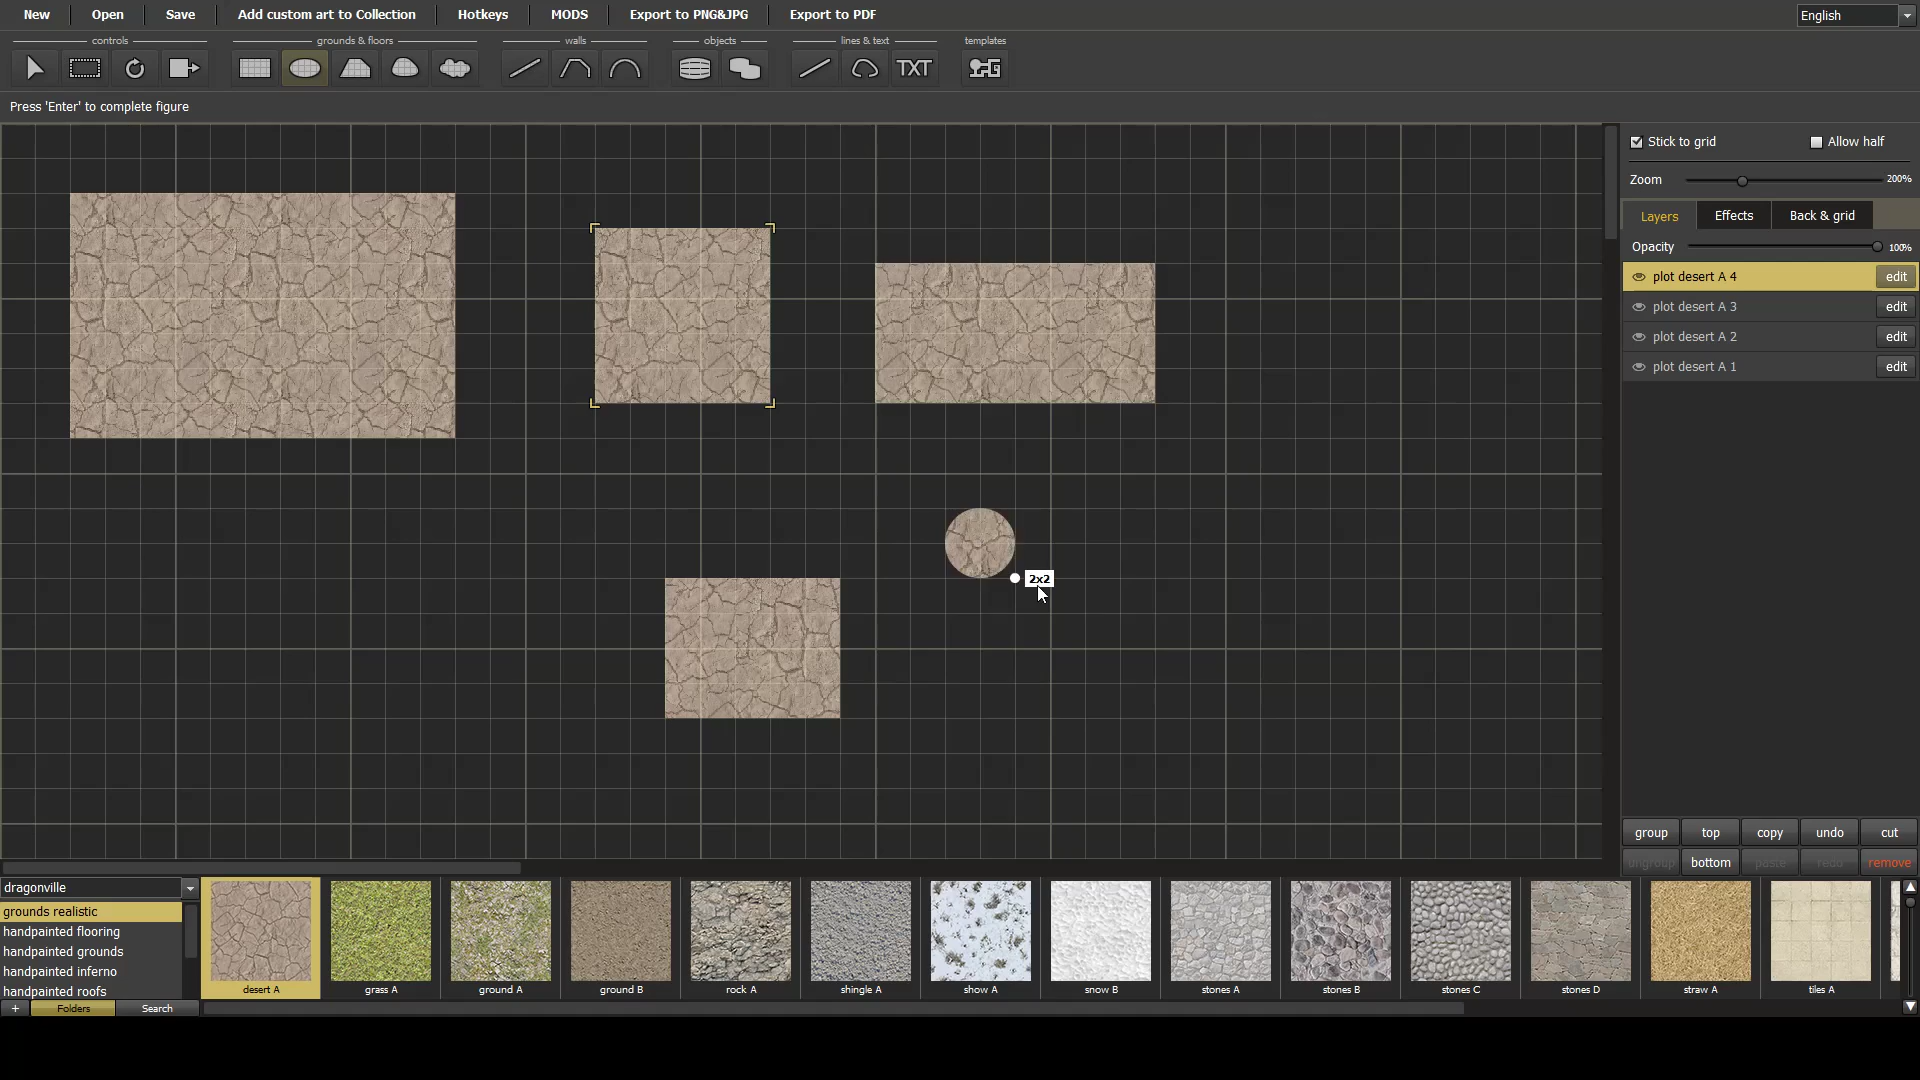 New Open Save Add custom art to Collection Hotkeys MODS Export to PNG&JPG Export to PDF English
controls grounds & floors walls objects lines & text templates
TXT
Press 'Enter' to complete figure
Stick to grid Allow half
Zoom 200%
Layers Effects Back & grid
Opacity 100%
plot desert A 4 edit
plot desert A 3 edit
plot desert A 2 edit
plot desert A 1 edit
2x2
group top copy undo cut
ungroup bottom paste redo remove
dragonville
grounds realistic
handpainted flooring
handpainted grounds
handpainted inferno
handpainted roofs
desert A grass A ground A ground B rock A shingle A show A snow B stones A stones B stones C stones D straw A tiles A
+ Folders Search